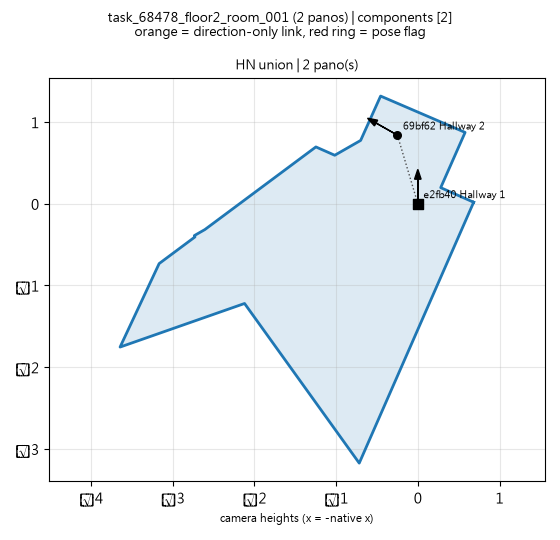 task_68478_floor2_room_001 (2 panos) | components [2]
orange = direction-only link, red ring = pose flag
HN union | 2 pano(s)
69bf62 Hallway 2
e2fb40 Hallway 1
1
0
1
2
3
4 3 2 1 0 1
camera heights (x = -native x)